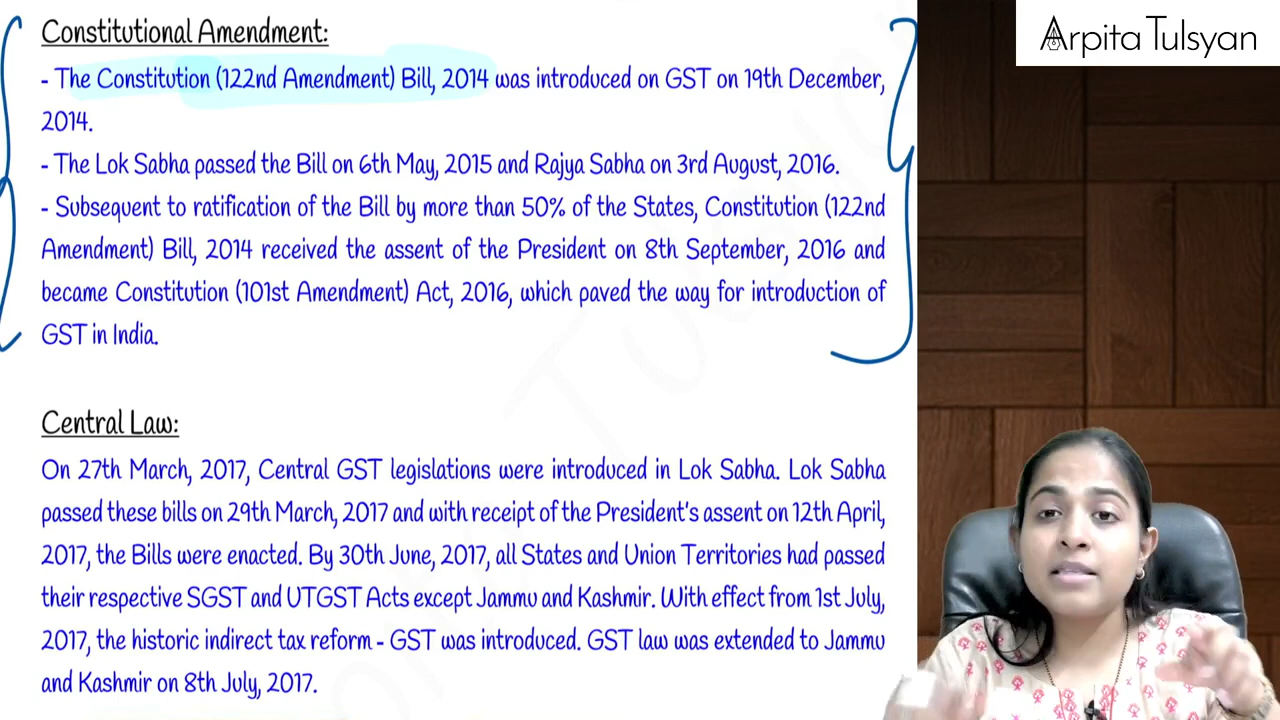 Arpita Tulsyan
Constitutional Amendment:
- The Constitution (122nd Amendment) Bill, 2014 was introduced on GST on 19th December,
2014.
- The Lok Sabha passed the Bill on 6th May, 2015 and Rajya Sabha on 3rd August, 2016.
- Subsequent to ratification of the Bill by more than 50% of the States, Constitution (122nd
Amendment) Bill, 2014 received the assent of the President on 8th September, 2016 and
became Constitution (101st Amendment) Act, 2016, which paved the way for introduction of
GST in India.
Central Law:
On 27th March, 2017, Central GST legislations were introduced in Lok Sabha. Lok Sabha
passed these bills on 29th March, 2017 and with receipt of the President's assent on 12th April,
2017, the Bills were enacted. By 30th June, 2017, all States and Union Territories had passed
their respective SGST and UTGST Acts except Jammu and Kashmir. With effect from 1st July,
2017, the historic indirect tax reform - GST was introduced. GST law was extended to Jammu
and Kashmir on 8th July, 2017.